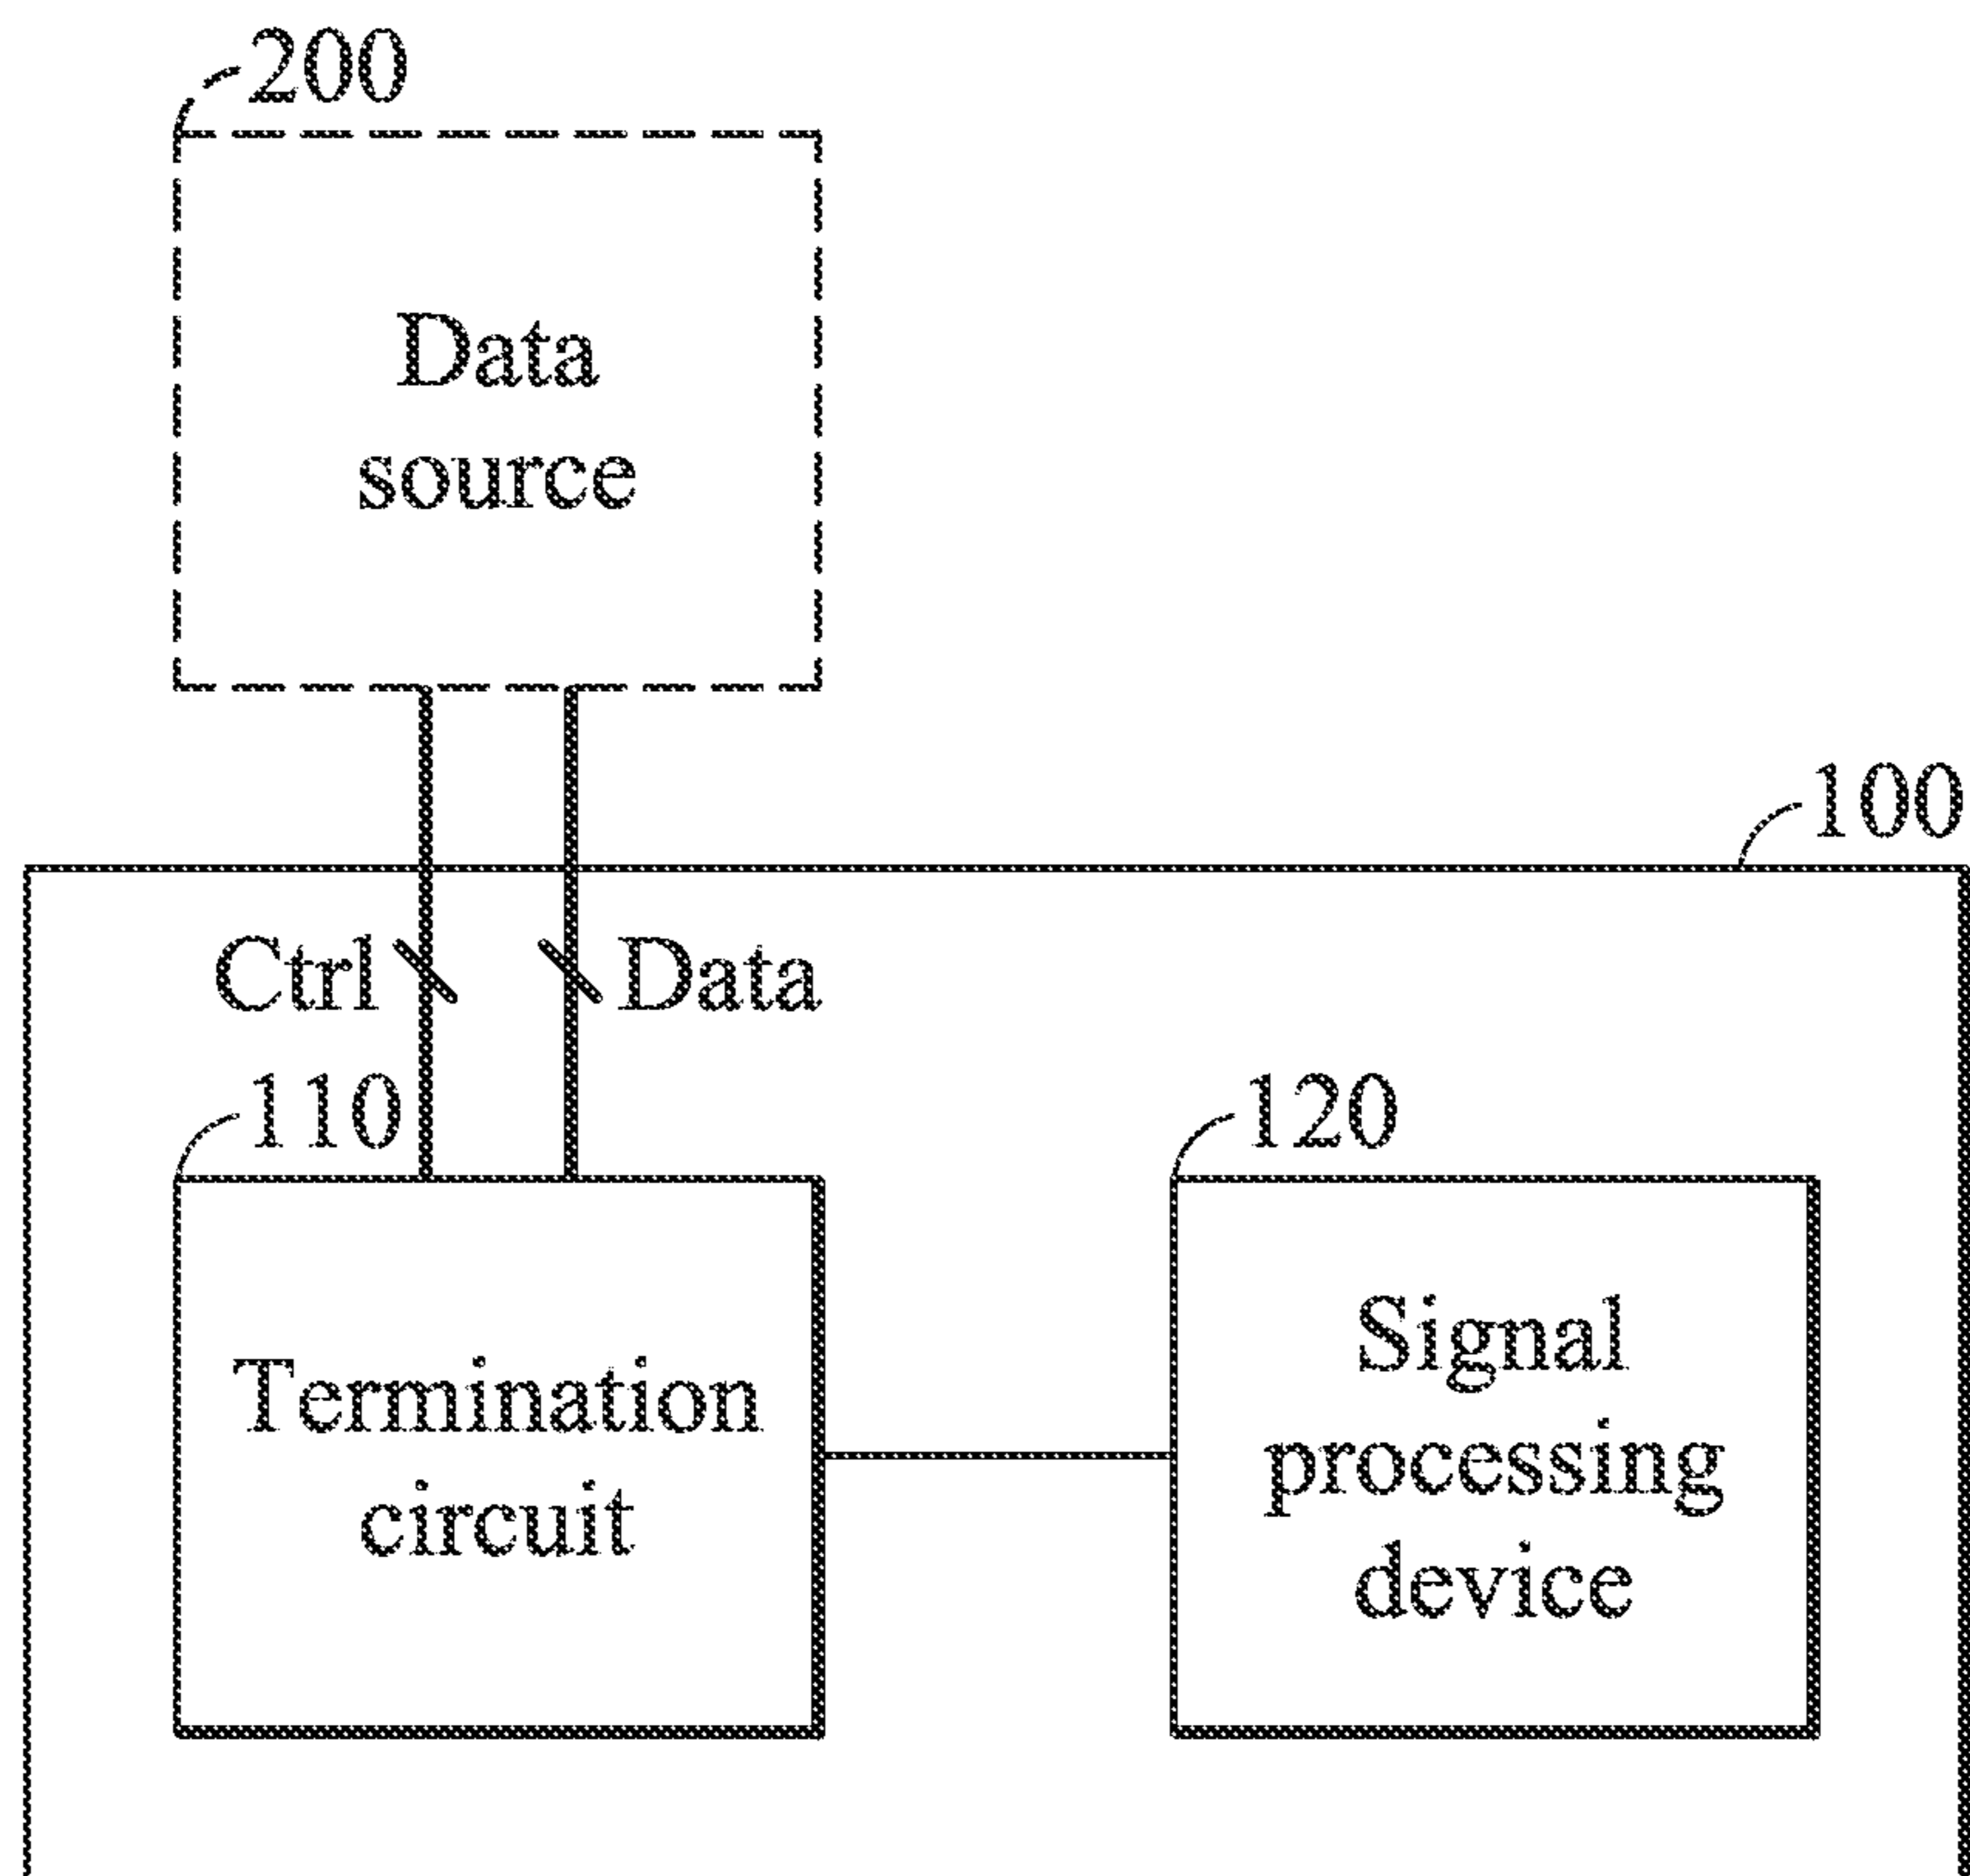 200
Data
source
100
Ctrl
Data
110
120
Termination
circuit
Signal
processing
device